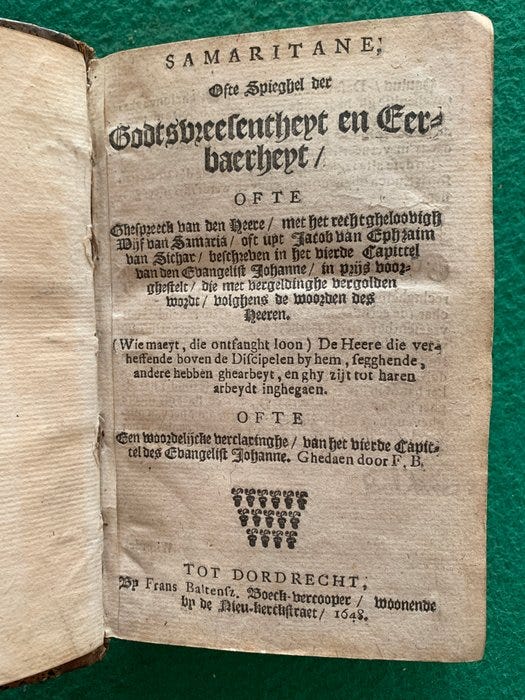 SAMARITANE,
Ofte Spieghel der
Godtsvreesentheyt en Eer-
baerheyt /
OFTE
Ghespreeck van den Heere / met het rechtgheloovigh
Wijf van Samaria / oft upt Jacob van Ephraim
van Sichar / beschreven in het vierde Capittel
van den Evangelist Johanne / in prijs voor-
ghestelt / die met vergeldinghe vergolden
wordt / volghens de woorden des
Heeren.
(Wie maeyt, die ontfanght loon) De Heere die ver-
heffende boven de Discipelen by hem, segghende,
andere hebben ghearbeyt, en ghy zijt tot haren
arbeydt inghegaen.
OFTE
Een woordelijcke verclaringhe / van het vierde Capit-
tel des Evangelist Johanne. Ghedaen door F. B.
TOT DORDRECHT,
By Frans Baltensz. Boeck-vercooper / woonende
by de Nieu-kerckstraet / 1648.